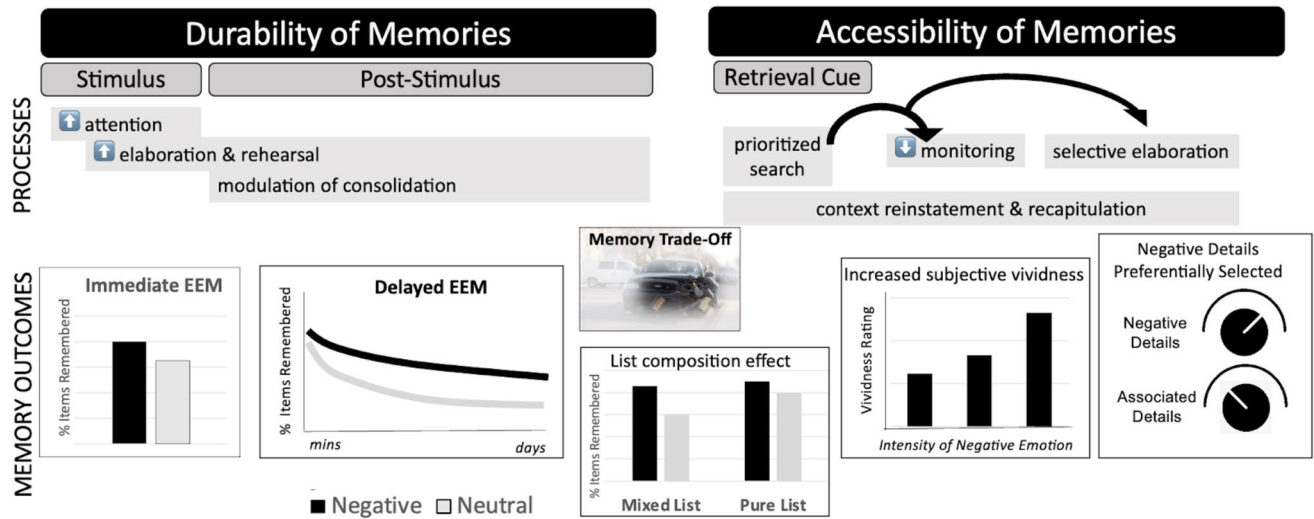 Durability of Memories
Accessibility of Memories
Stimulus
Post-Stimulus
Retrieval Cue
PROCESSES
attention
elaboration & rehearsal
modulation of consolidation
prioritized
search
monitoring
selective elaboration
context reinstatement & recapitulation
MEMORY OUTCOMES
Immediate EEM
% Items Remembered
Delayed EEM
% Items Remembered
mins
days
Memory Trade-Off
List composition effect
% Items Remembered
Mixed List
Pure List
Increased subjective vividness
Vividness Rating
Intensity of Negative Emotion
Negative Details
Preferentially Selected
Negative
Details
Associated
Details
Negative
Neutral